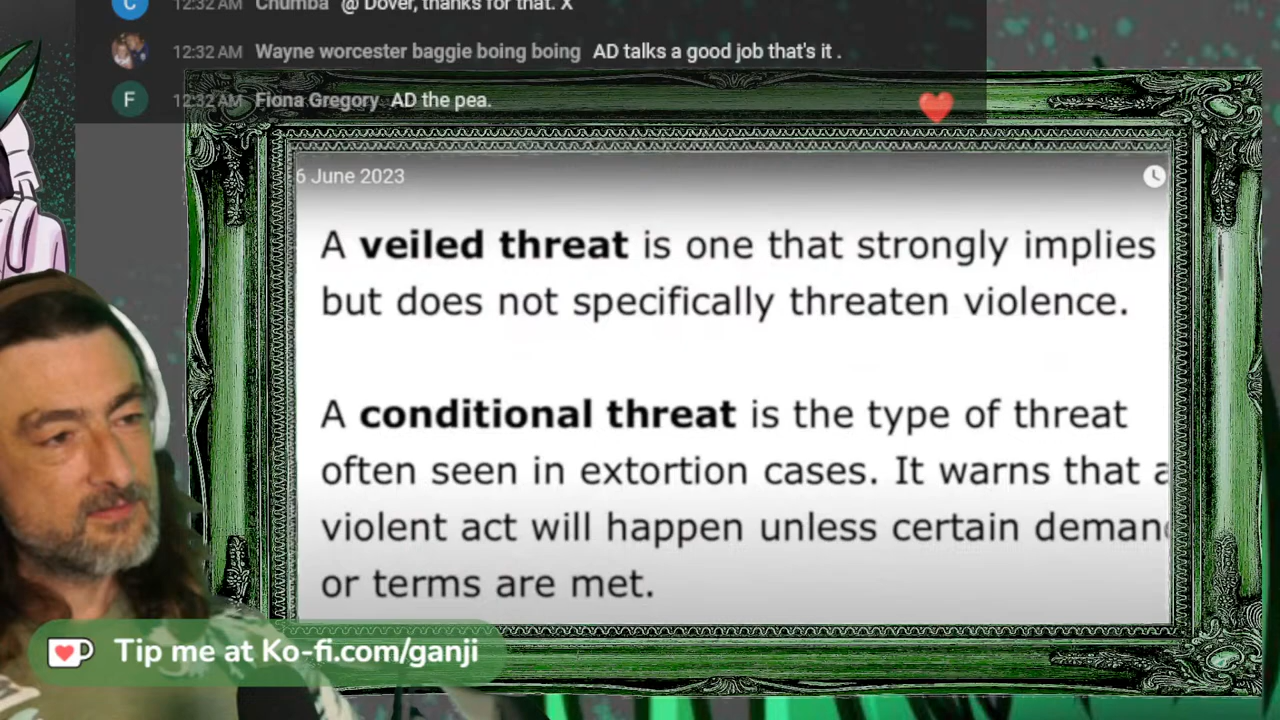 C 12:32 AM Chumba @ Dover, thanks for that. X
12:32 AM Wayne worcester baggie boing boing AD talks a good job that's it .
F 12:32 AM Fiona Gregory AD the pea.
6 June 2023
A veiled threat is one that strongly implies
but does not specifically threaten violence.
A conditional threat is the type of threat
often seen in extortion cases. It warns that a
violent act will happen unless certain deman
or terms are met.
Tip me at Ko-fi.com/ganji